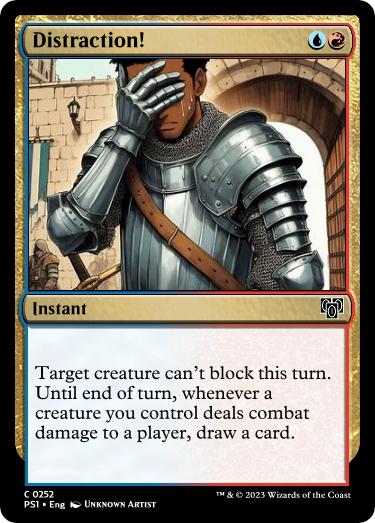 Distraction!
Instant
Target creature can't block this turn.
Until end of turn, whenever a
creature you control deals combat
damage to a player, draw a card.
C 0252
PS1 • Eng Unknown Artist
™ & © 2023 Wizards of the Coast